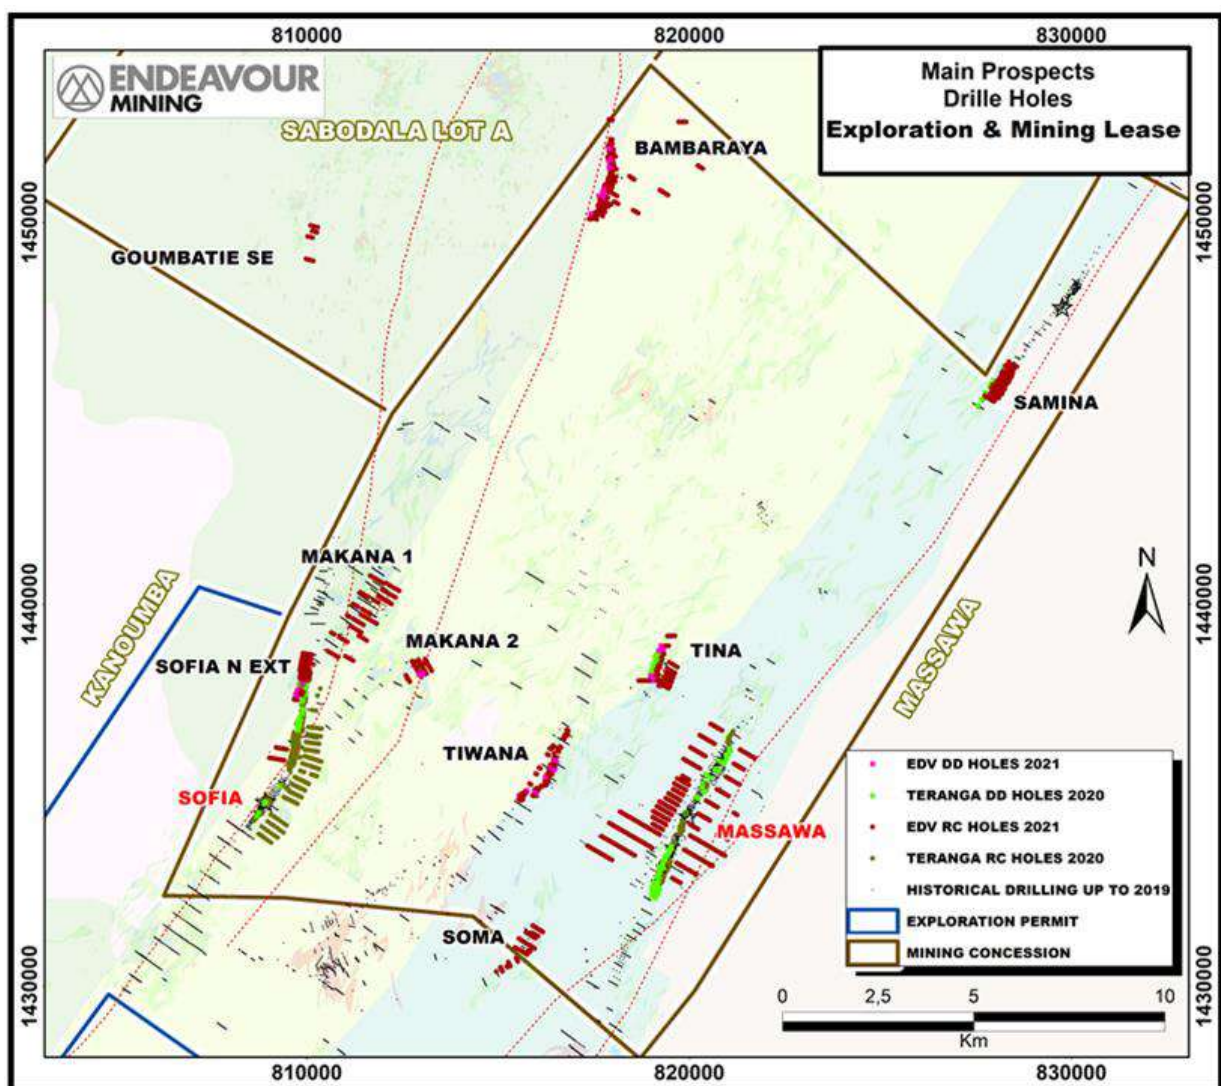 810000
820000
830000
ENDEAVOUR
MINING
Main Prospects
Drille Holes
Exploration & Mining Lease
SABODALA LOT A
BAMBARAYA
1450000
1450000
GOUMBATIE SE
SAMINA
MAKANA 1
1440000
1440000
N
KANOUMBA
SOFIA N EXT
MAKANA 2
TINA
MASSAWA
TIWANA
SOFIA
MASSAWA
EDV DD HOLES 2021
TERANGA DD HOLES 2020
EDV RC HOLES 2021
TERANGA RC HOLES 2020
HISTORICAL DRILLING UP TO 2019
EXPLORATION PERMIT
MINING CONCESSION
SOMA
1430000
1430000
0
2,5
5
10
Km
810000
820000
830000